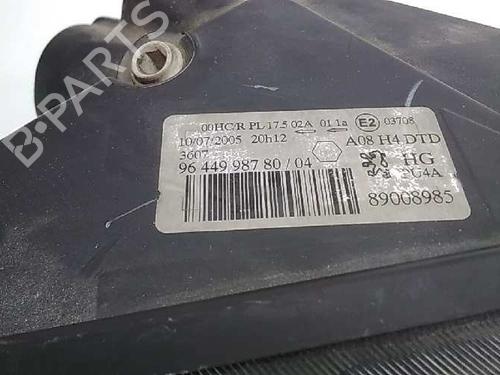 B-PARTS
00HC/R PL 17.5 02A 01 1a E2 03708
10/07/2005 20h12 A08 H4 DTD
3607 HG
96 449 987 80 / 04
89008985